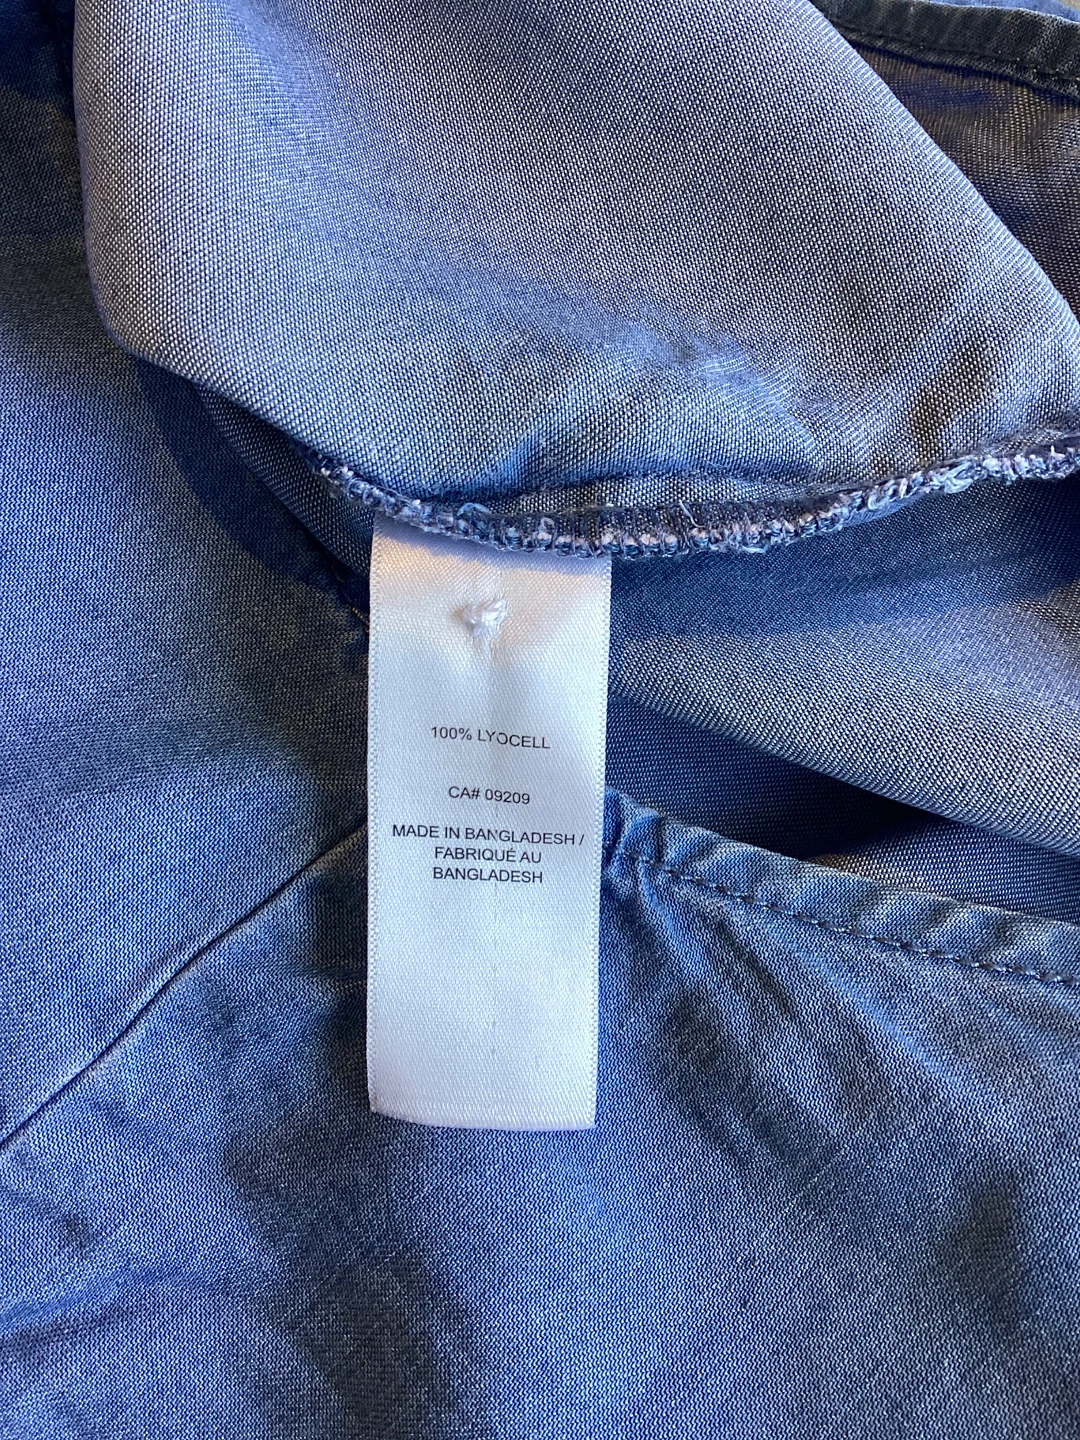 100% LYOCELL
CA# 09209
MADE IN BANGLADESH /
FABRIQUÉ AU
BANGLADESH